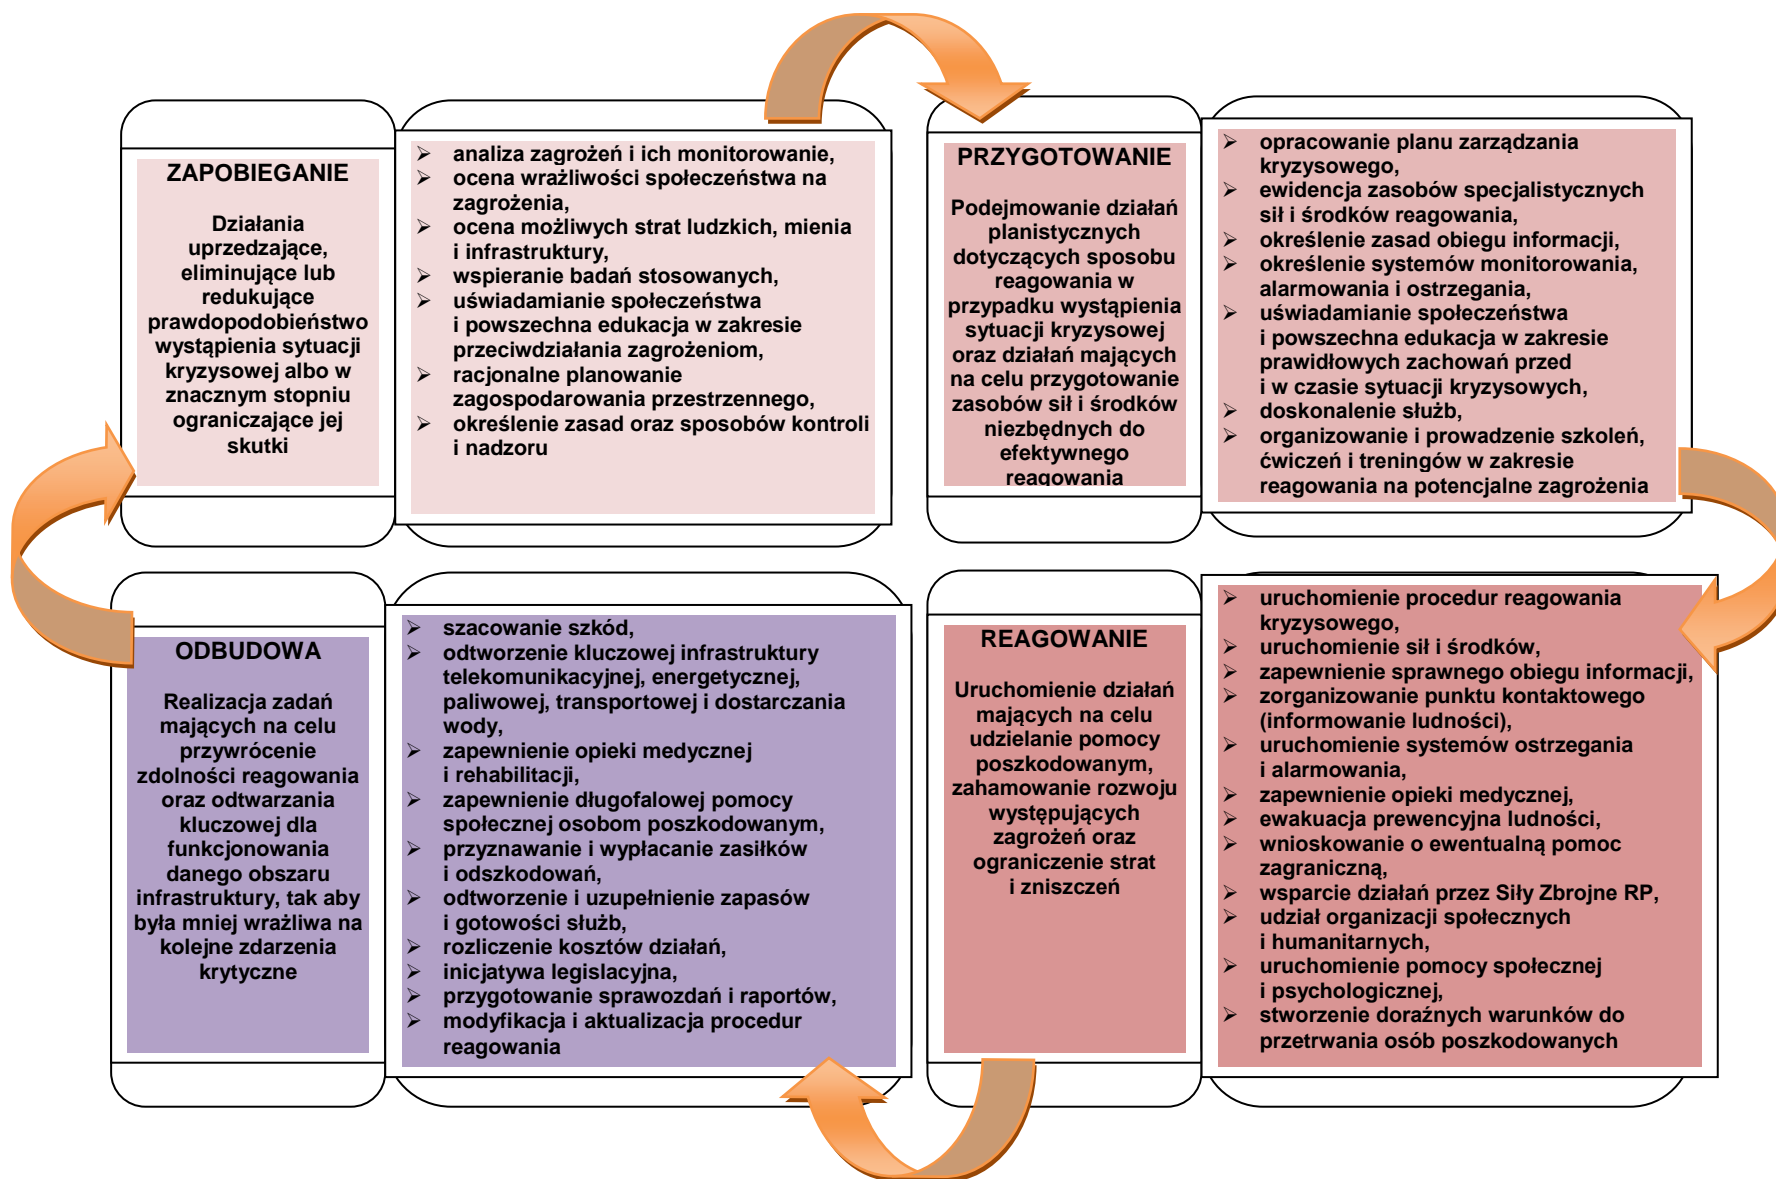 ZAPOBIEGANIE
Działania
uprzedzające,
eliminujące lub
redukujące
prawdopodobieństwo
wystąpienia sytuacji
kryzysowej albo w
znacznym stopniu
ograniczające jej
skutki
analiza zagrożeń i ich monitorowanie,
ocena wrażliwości społeczeństwa na
zagrożenia,
ocena możliwych strat ludzkich, mienia
i infrastruktury,
wspieranie badań stosowanych,
uświadamianie społeczeństwa
i powszechna edukacja w zakresie
przeciwdziałania zagrożeniom,
racjonalne planowanie
zagospodarowania przestrzennego,
określenie zasad oraz sposobów kontroli
i nadzoru
PRZYGOTOWANIE
Podejmowanie działań
planistycznych
dotyczących sposobu
reagowania w
przypadku wystąpienia
sytuacji kryzysowej
oraz działań mających
na celu przygotowanie
zasobów sił i środków
niezbędnych do
efektywnego
reagowania
opracowanie planu zarządzania
kryzysowego,
ewidencja zasobów specjalistycznych
sił i środków reagowania,
określenie zasad obiegu informacji,
określenie systemów monitorowania,
alarmowania i ostrzegania,
uświadamianie społeczeństwa
i powszechna edukacja w zakresie
prawidłowych zachowań przed
i w czasie sytuacji kryzysowych,
doskonalenie służb,
organizowanie i prowadzenie szkoleń,
ćwiczeń i treningów w zakresie
reagowania na potencjalne zagrożenia
ODBUDOWA
Realizacja zadań
mających na celu
przywrócenie
zdolności reagowania
oraz odtwarzania
kluczowej dla
funkcjonowania
danego obszaru
infrastruktury, tak aby
była mniej wrażliwa na
kolejne zdarzenia
krytyczne
szacowanie szkód,
odtworzenie kluczowej infrastruktury
telekomunikacyjnej, energetycznej,
paliwowej, transportowej i dostarczania
wody,
zapewnienie opieki medycznej
i rehabilitacji,
zapewnienie długofalowej pomocy
społecznej osobom poszkodowanym,
przyznawanie i wypłacanie zasiłków
i odszkodowań,
odtworzenie i uzupełnienie zapasów
i gotowości służb,
rozliczenie kosztów działań,
inicjatywa legislacyjna,
przygotowanie sprawozdań i raportów,
modyfikacja i aktualizacja procedur
reagowania
REAGOWANIE
Uruchomienie działań
mających na celu
udzielanie pomocy
poszkodowanym,
zahamowanie rozwoju
występujących
zagrożeń oraz
ograniczenie strat
i zniszczeń
uruchomienie procedur reagowania
kryzysowego,
uruchomienie sił i środków,
zapewnienie sprawnego obiegu informacji,
zorganizowanie punktu kontaktowego
(informowanie ludności),
uruchomienie systemów ostrzegania
i alarmowania,
zapewnienie opieki medycznej,
ewakuacja prewencyjna ludności,
wnioskowanie o ewentualną pomoc
zagraniczną,
wsparcie działań przez Siły Zbrojne RP,
udział organizacji społecznych
i humanitarnych,
uruchomienie pomocy społecznej
i psychologicznej,
stworzenie doraźnych warunków do
przetrwania osób poszkodowanych